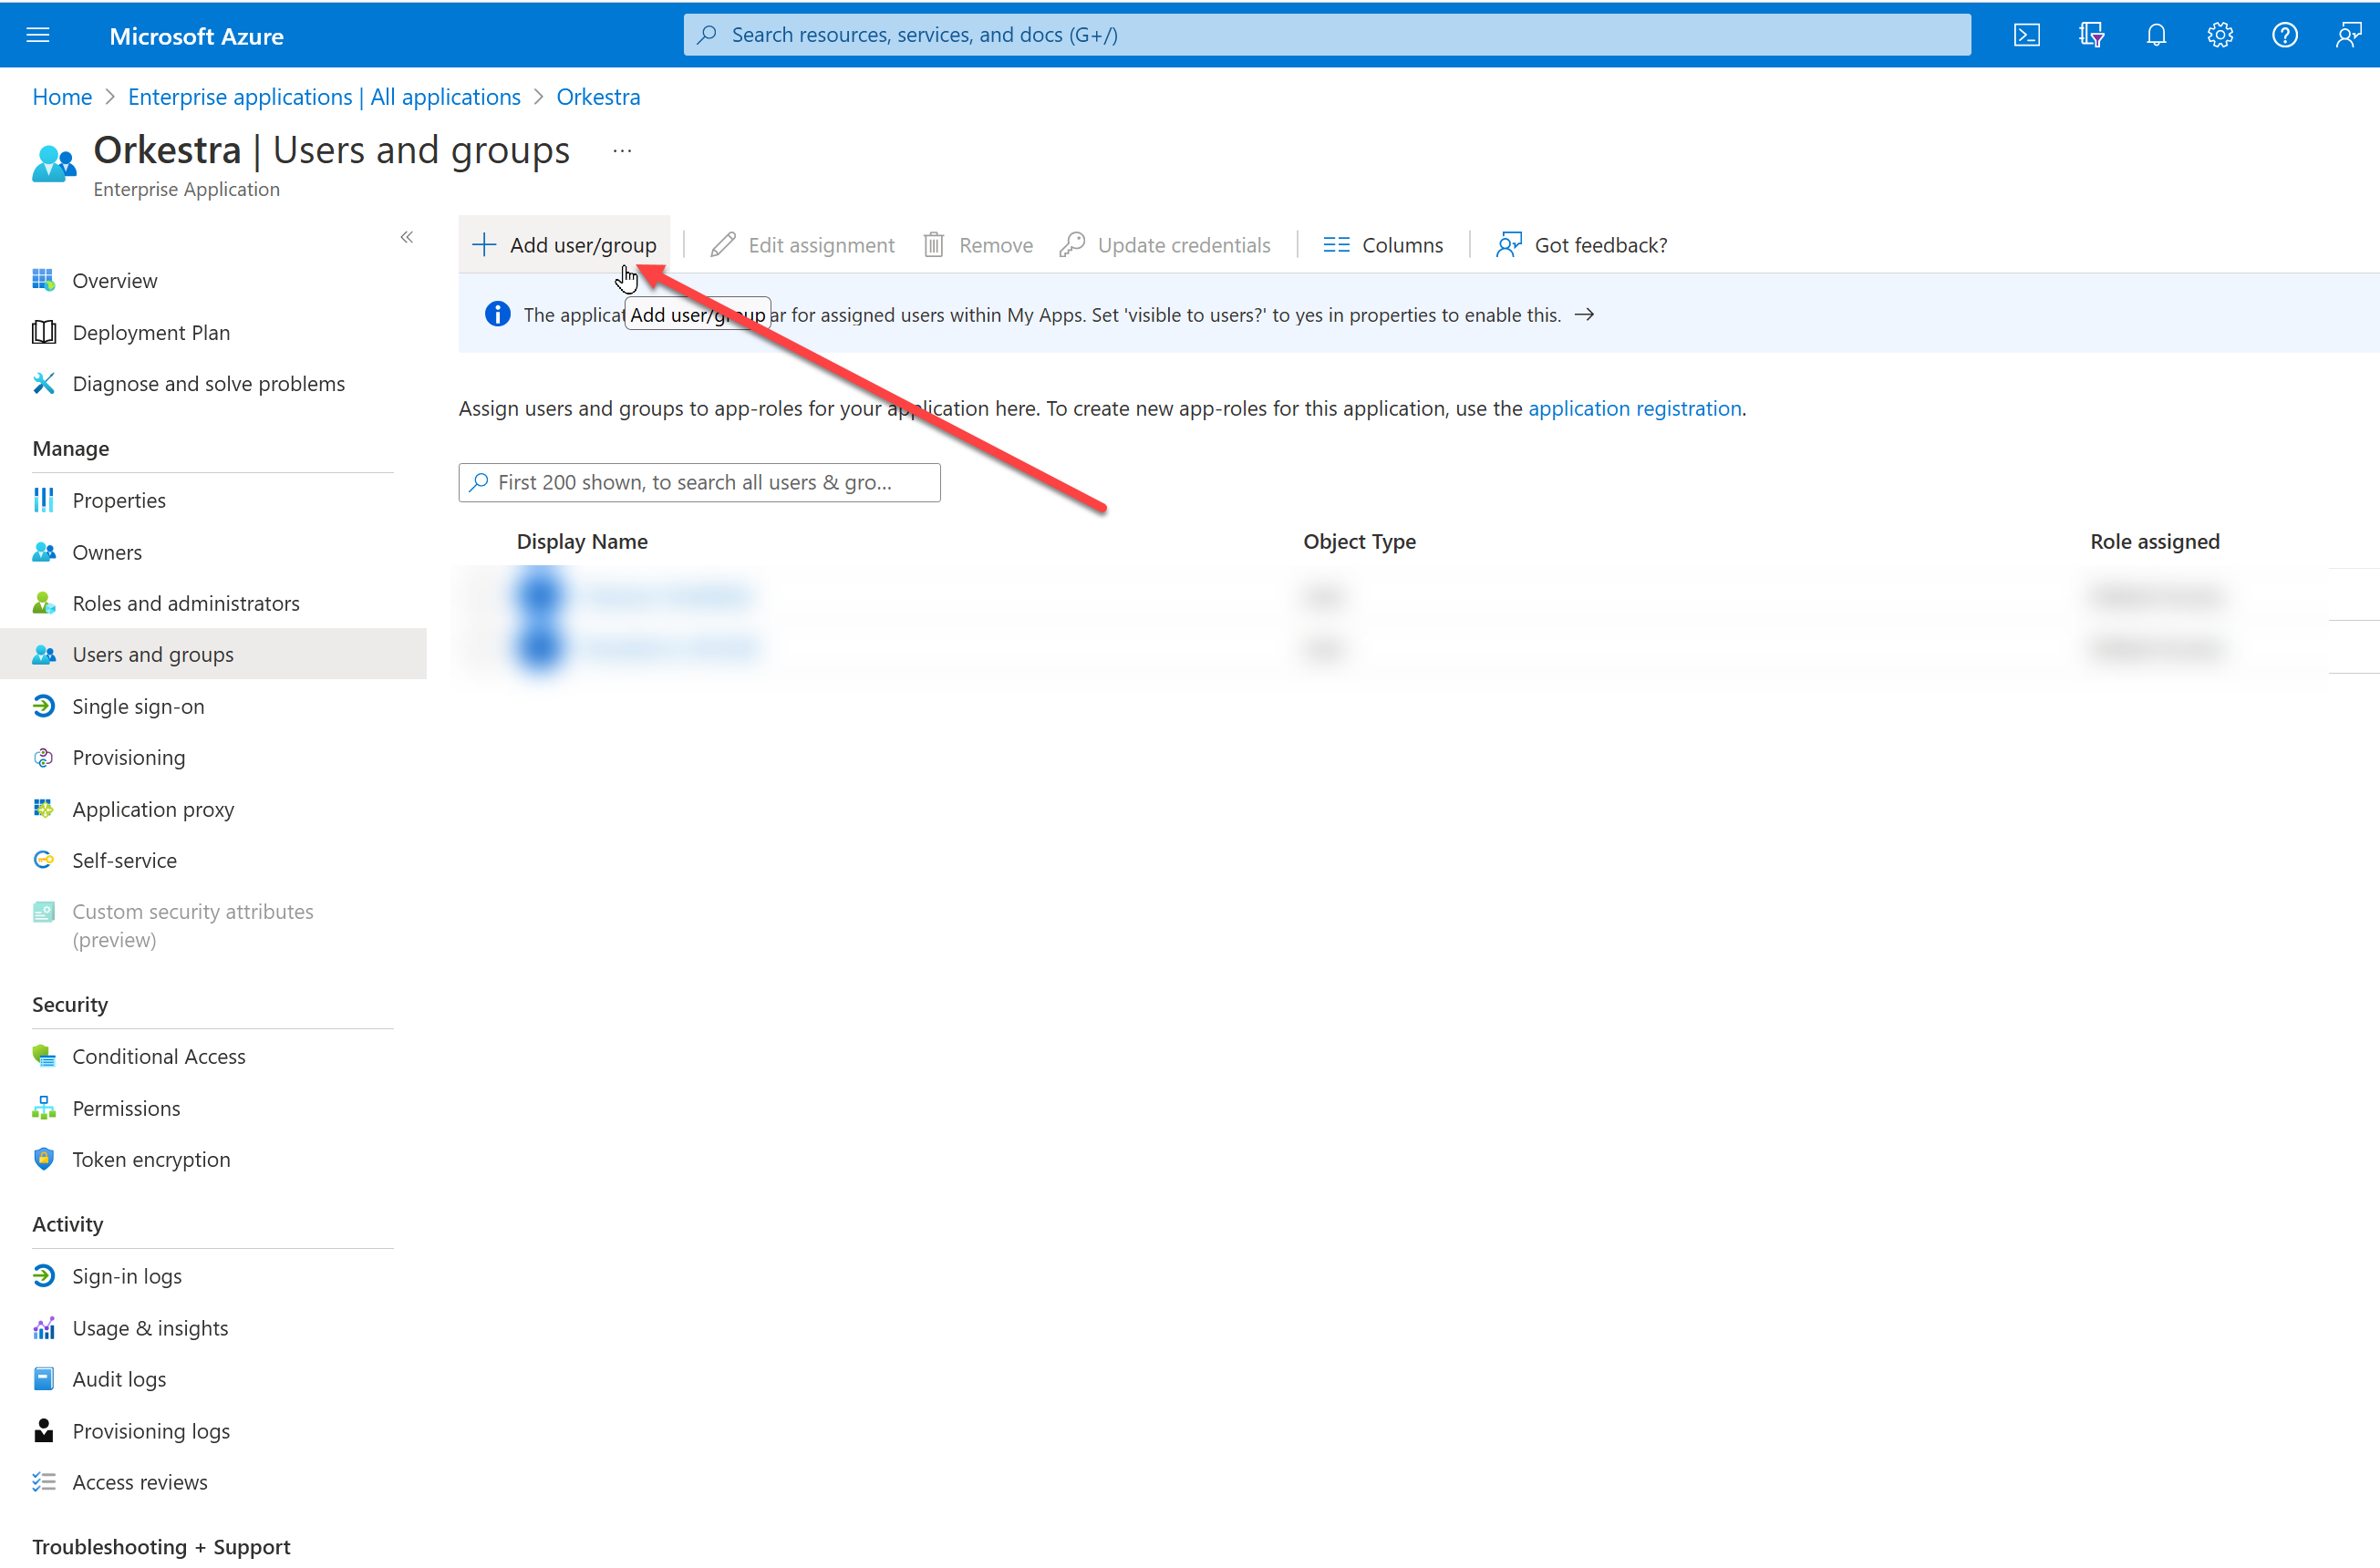 Microsoft Azure
Search resources, services, and docs (G+/)
Home > Enterprise applications | All applications > Orkestra
Orkestra | Users and groups ...
Enterprise Application
«
Add user/group
Edit assignment
Remove
Update credentials
Columns
Got feedback?
The applicat
Add user/group
ar for assigned users within My Apps. Set 'visible to users?' to yes in properties to enable this. →
Assign users and groups to app-roles for your application here. To create new app-roles for this application, use the application registration.
First 200 shown, to search all users & gro...
Display Name
Object Type
Role assigned
Overview
Deployment Plan
Diagnose and solve problems
Manage
Properties
Owners
Roles and administrators
Users and groups
Single sign-on
Provisioning
Application proxy
Self-service
Custom security attributes
(preview)
Security
Conditional Access
Permissions
Token encryption
Activity
Sign-in logs
Usage & insights
Audit logs
Provisioning logs
Access reviews
Troubleshooting + Support